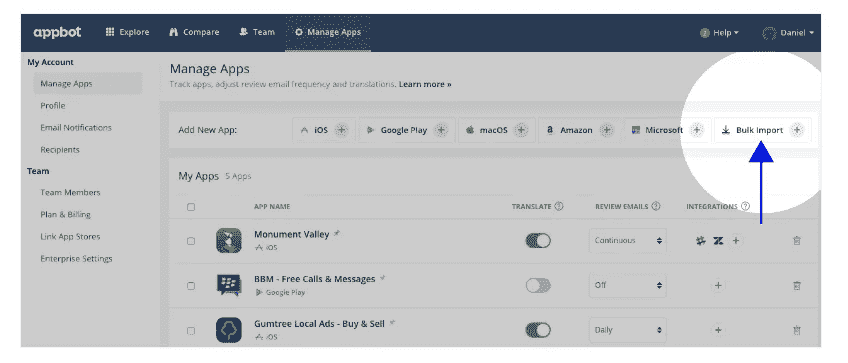 appbot Explore Compare Team Manage Apps ? Help Daniel
My Account
Manage Apps
Profile
Email Notifications
Recipients
Team
Team Members
Plan & Billing
Link App Stores
Enterprise Settings
Manage Apps
Track apps, adjust review email frequency and translations. Learn more »
Add New App: iOS + Google Play + macOS + Amazon + Microsoft + Bulk Import +
My Apps 5 Apps
APP NAME TRANSLATE ? REVIEW EMAILS ? INTEGRATIONS ?
Monument Valley
iOS
Continuous +
BBM - Free Calls & Messages
Google Play
Off +
Gumtree Local Ads - Buy & Sell
iOS
Daily +